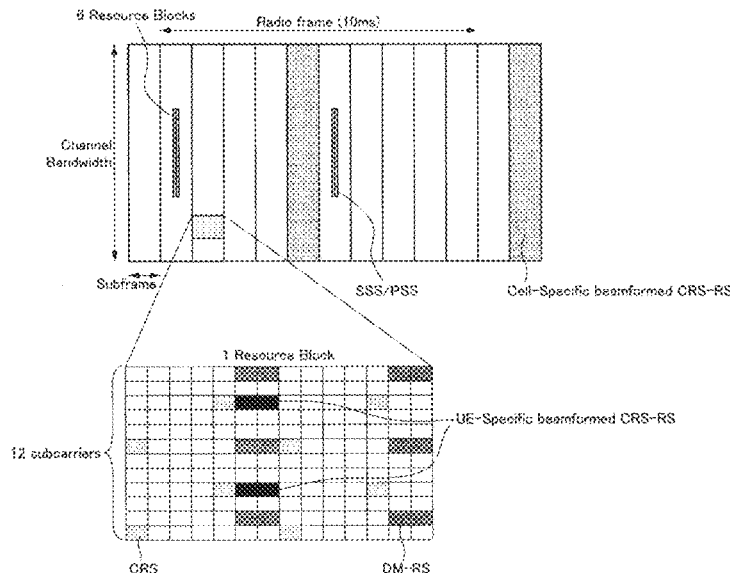 6 Resource Blocks
Radio frame (10ms)
Channel
Bandwidth
Subframe
SSS/PSS
Cell-Specific beamformed CRS-RS
1 Resource Block
UE-Specific beamformed CRS-RS
12 subcarriers
CRS
DM-RS